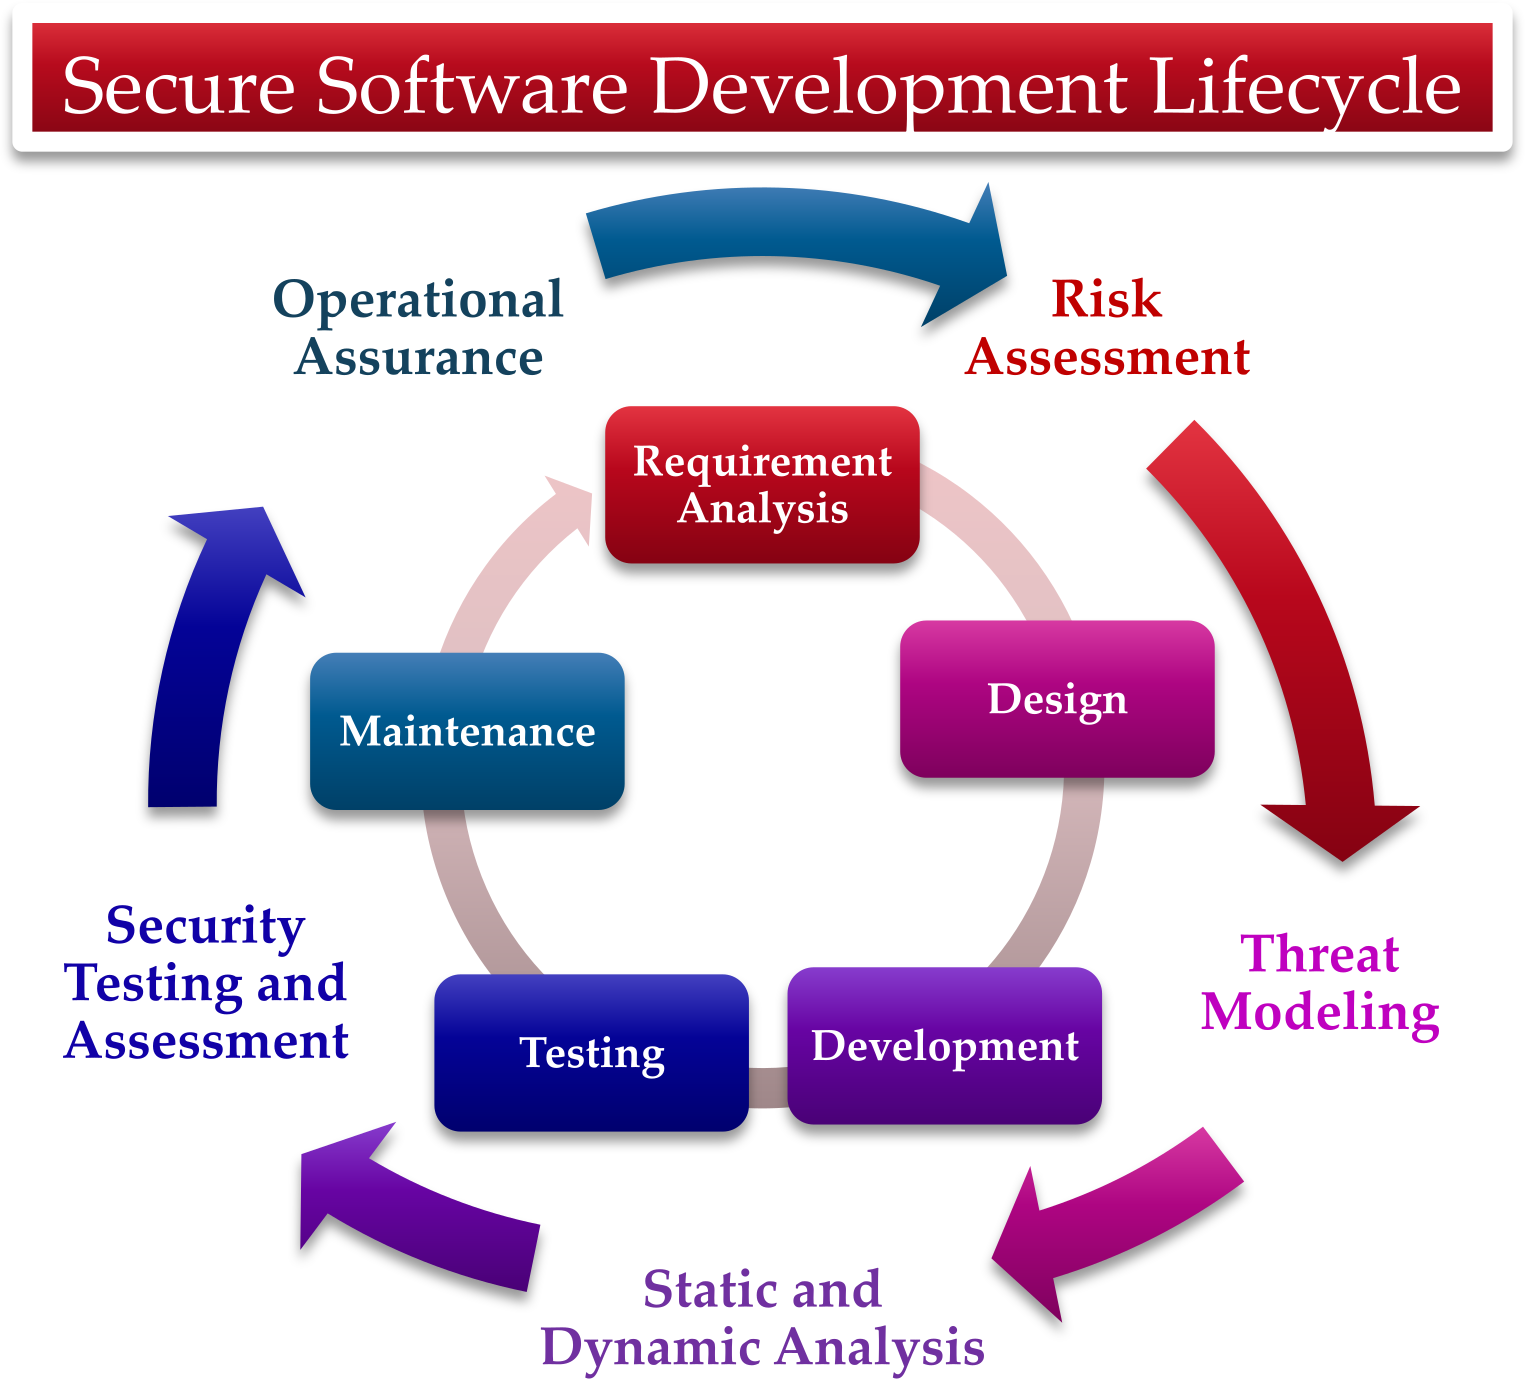 Secure Software Development Lifecycle
Operational
Assurance
Risk
Assessment
Requirement
Analysis
Design
Maintenance
Security
Testing and
Assessment
Threat
Modeling
Testing
Development
Static and
Dynamic Analysis